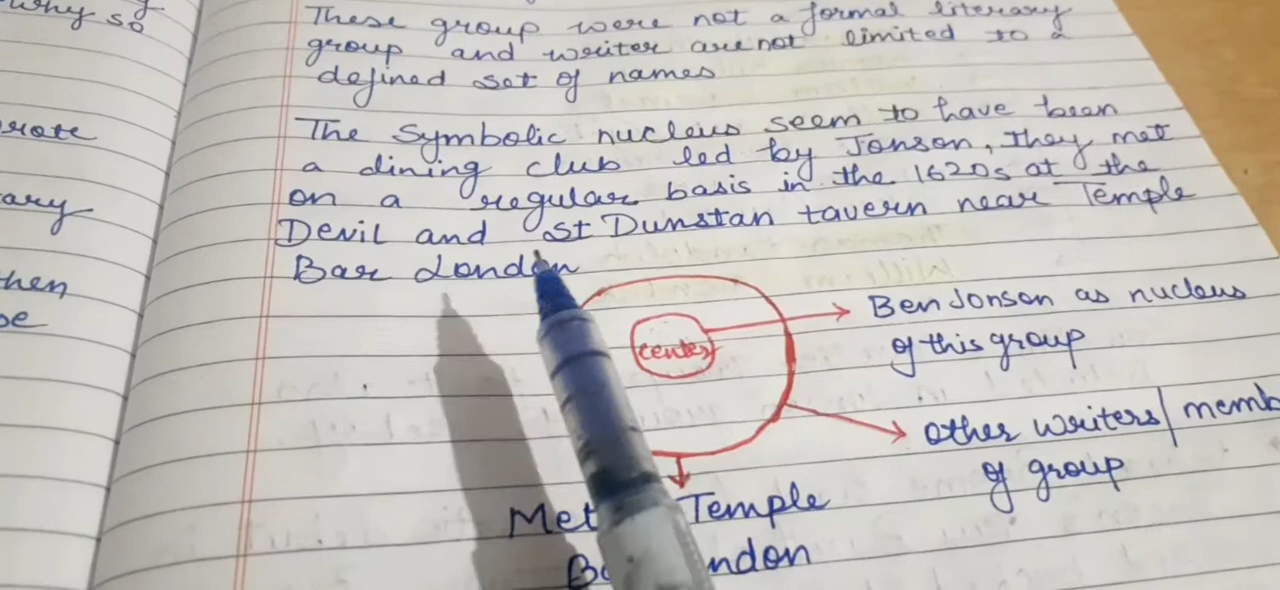 why so
rote
ary
hen
These group were not a formal literary
group and writer are not limited to a
defined set of names
The Symbolic nucleus seem to have been
a dining club led by Jonson, They met
on a regular basis in the 1620s at the
Devil and St Dunstan tavern near Temple
Bar London
center
Ben Jonson as nucleus
of this group
other writers/ memb
of group
Met Temple
ndon